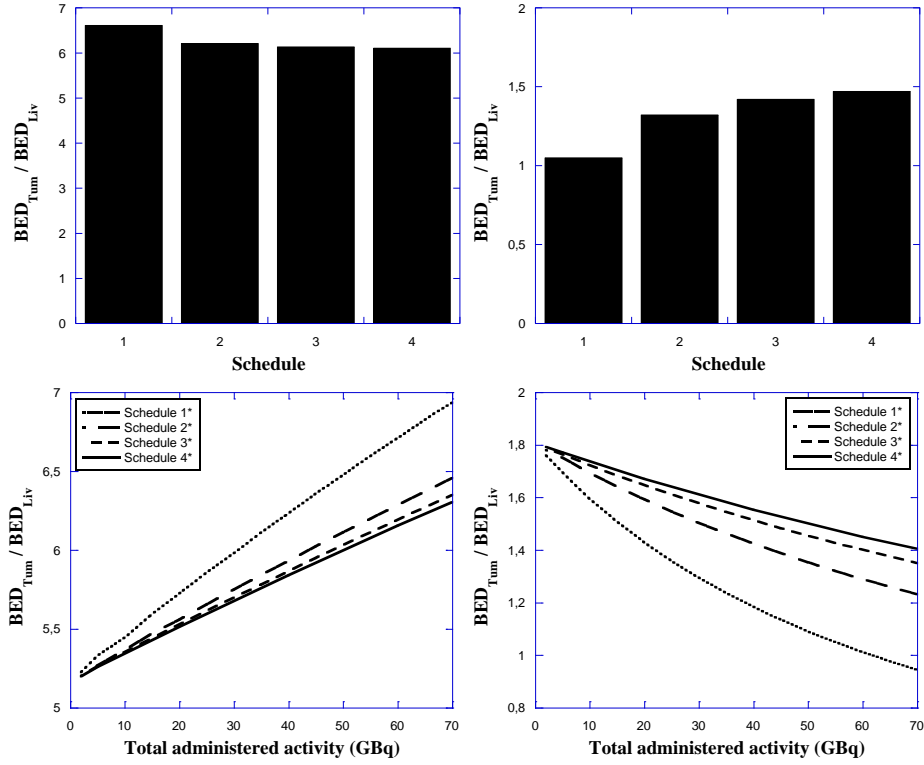 7
6
5
4
3
2
1
0
BED_Tum / BED_Liv
1 2 3 4
Schedule
2
1,5
1
0,5
0
BED_Tum / BED_Liv
1 2 3 4
Schedule
7
6,5
6
5,5
5
BED_Tum / BED_Liv
Schedule 1*
Schedule 2*
Schedule 3*
Schedule 4*
0 10 20 30 40 50 60 70
Total administered activity (GBq)
2
1,8
1,6
1,4
1,2
1
0,8
BED_Tum / BED_Liv
Schedule 1*
Schedule 2*
Schedule 3*
Schedule 4*
0 10 20 30 40 50 60 70
Total administered activity (GBq)